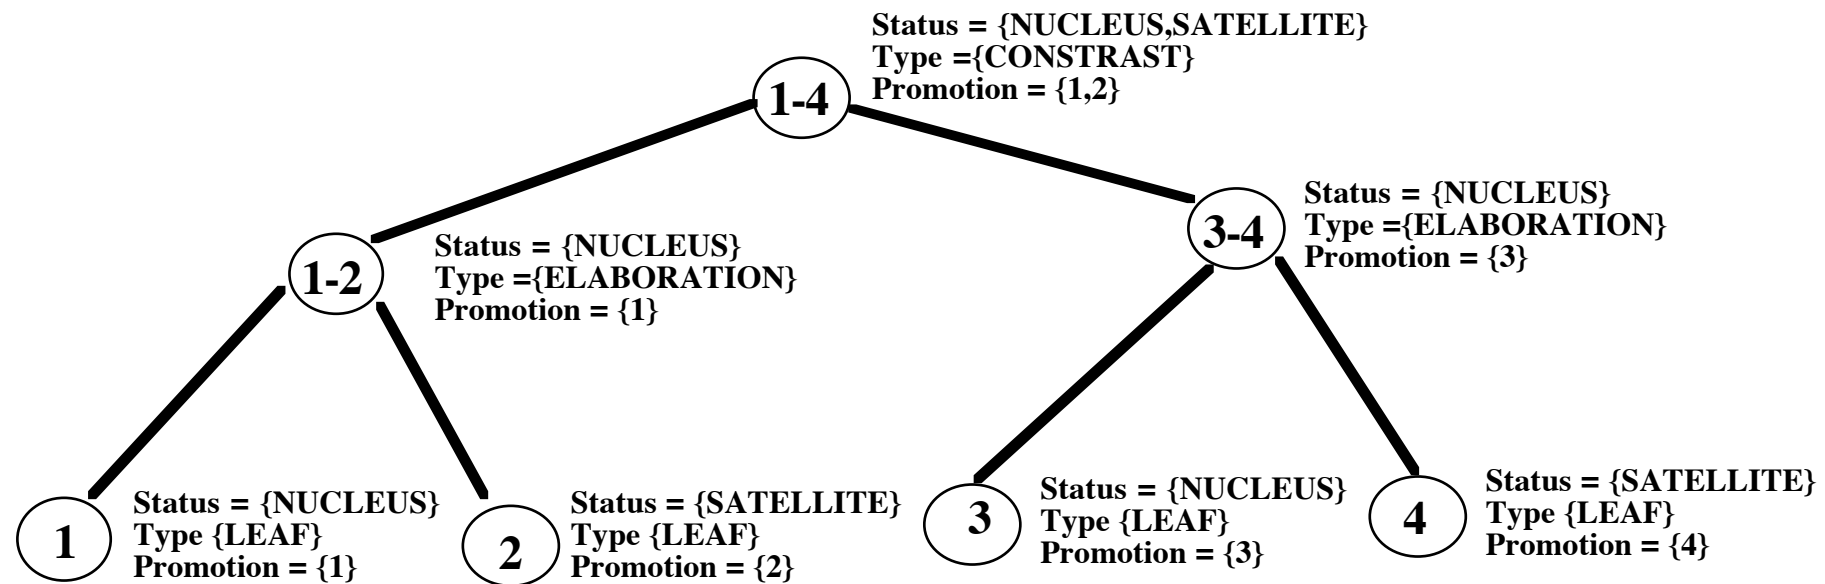 Status = {NUCLEUS,SATELLITE}
Type ={CONSTRAST}
Promotion = {1,2}
1-4
Status = {NUCLEUS}
Type ={ELABORATION}
Promotion = {3}
3-4
Status = {NUCLEUS}
Type ={ELABORATION}
Promotion = {1}
1-2
1
Status = {NUCLEUS}
Type {LEAF}
Promotion = {1}
2
Status = {SATELLITE}
Type {LEAF}
Promotion = {2}
3
Status = {NUCLEUS}
Type {LEAF}
Promotion = {3}
4
Status = {SATELLITE}
Type {LEAF}
Promotion = {4}